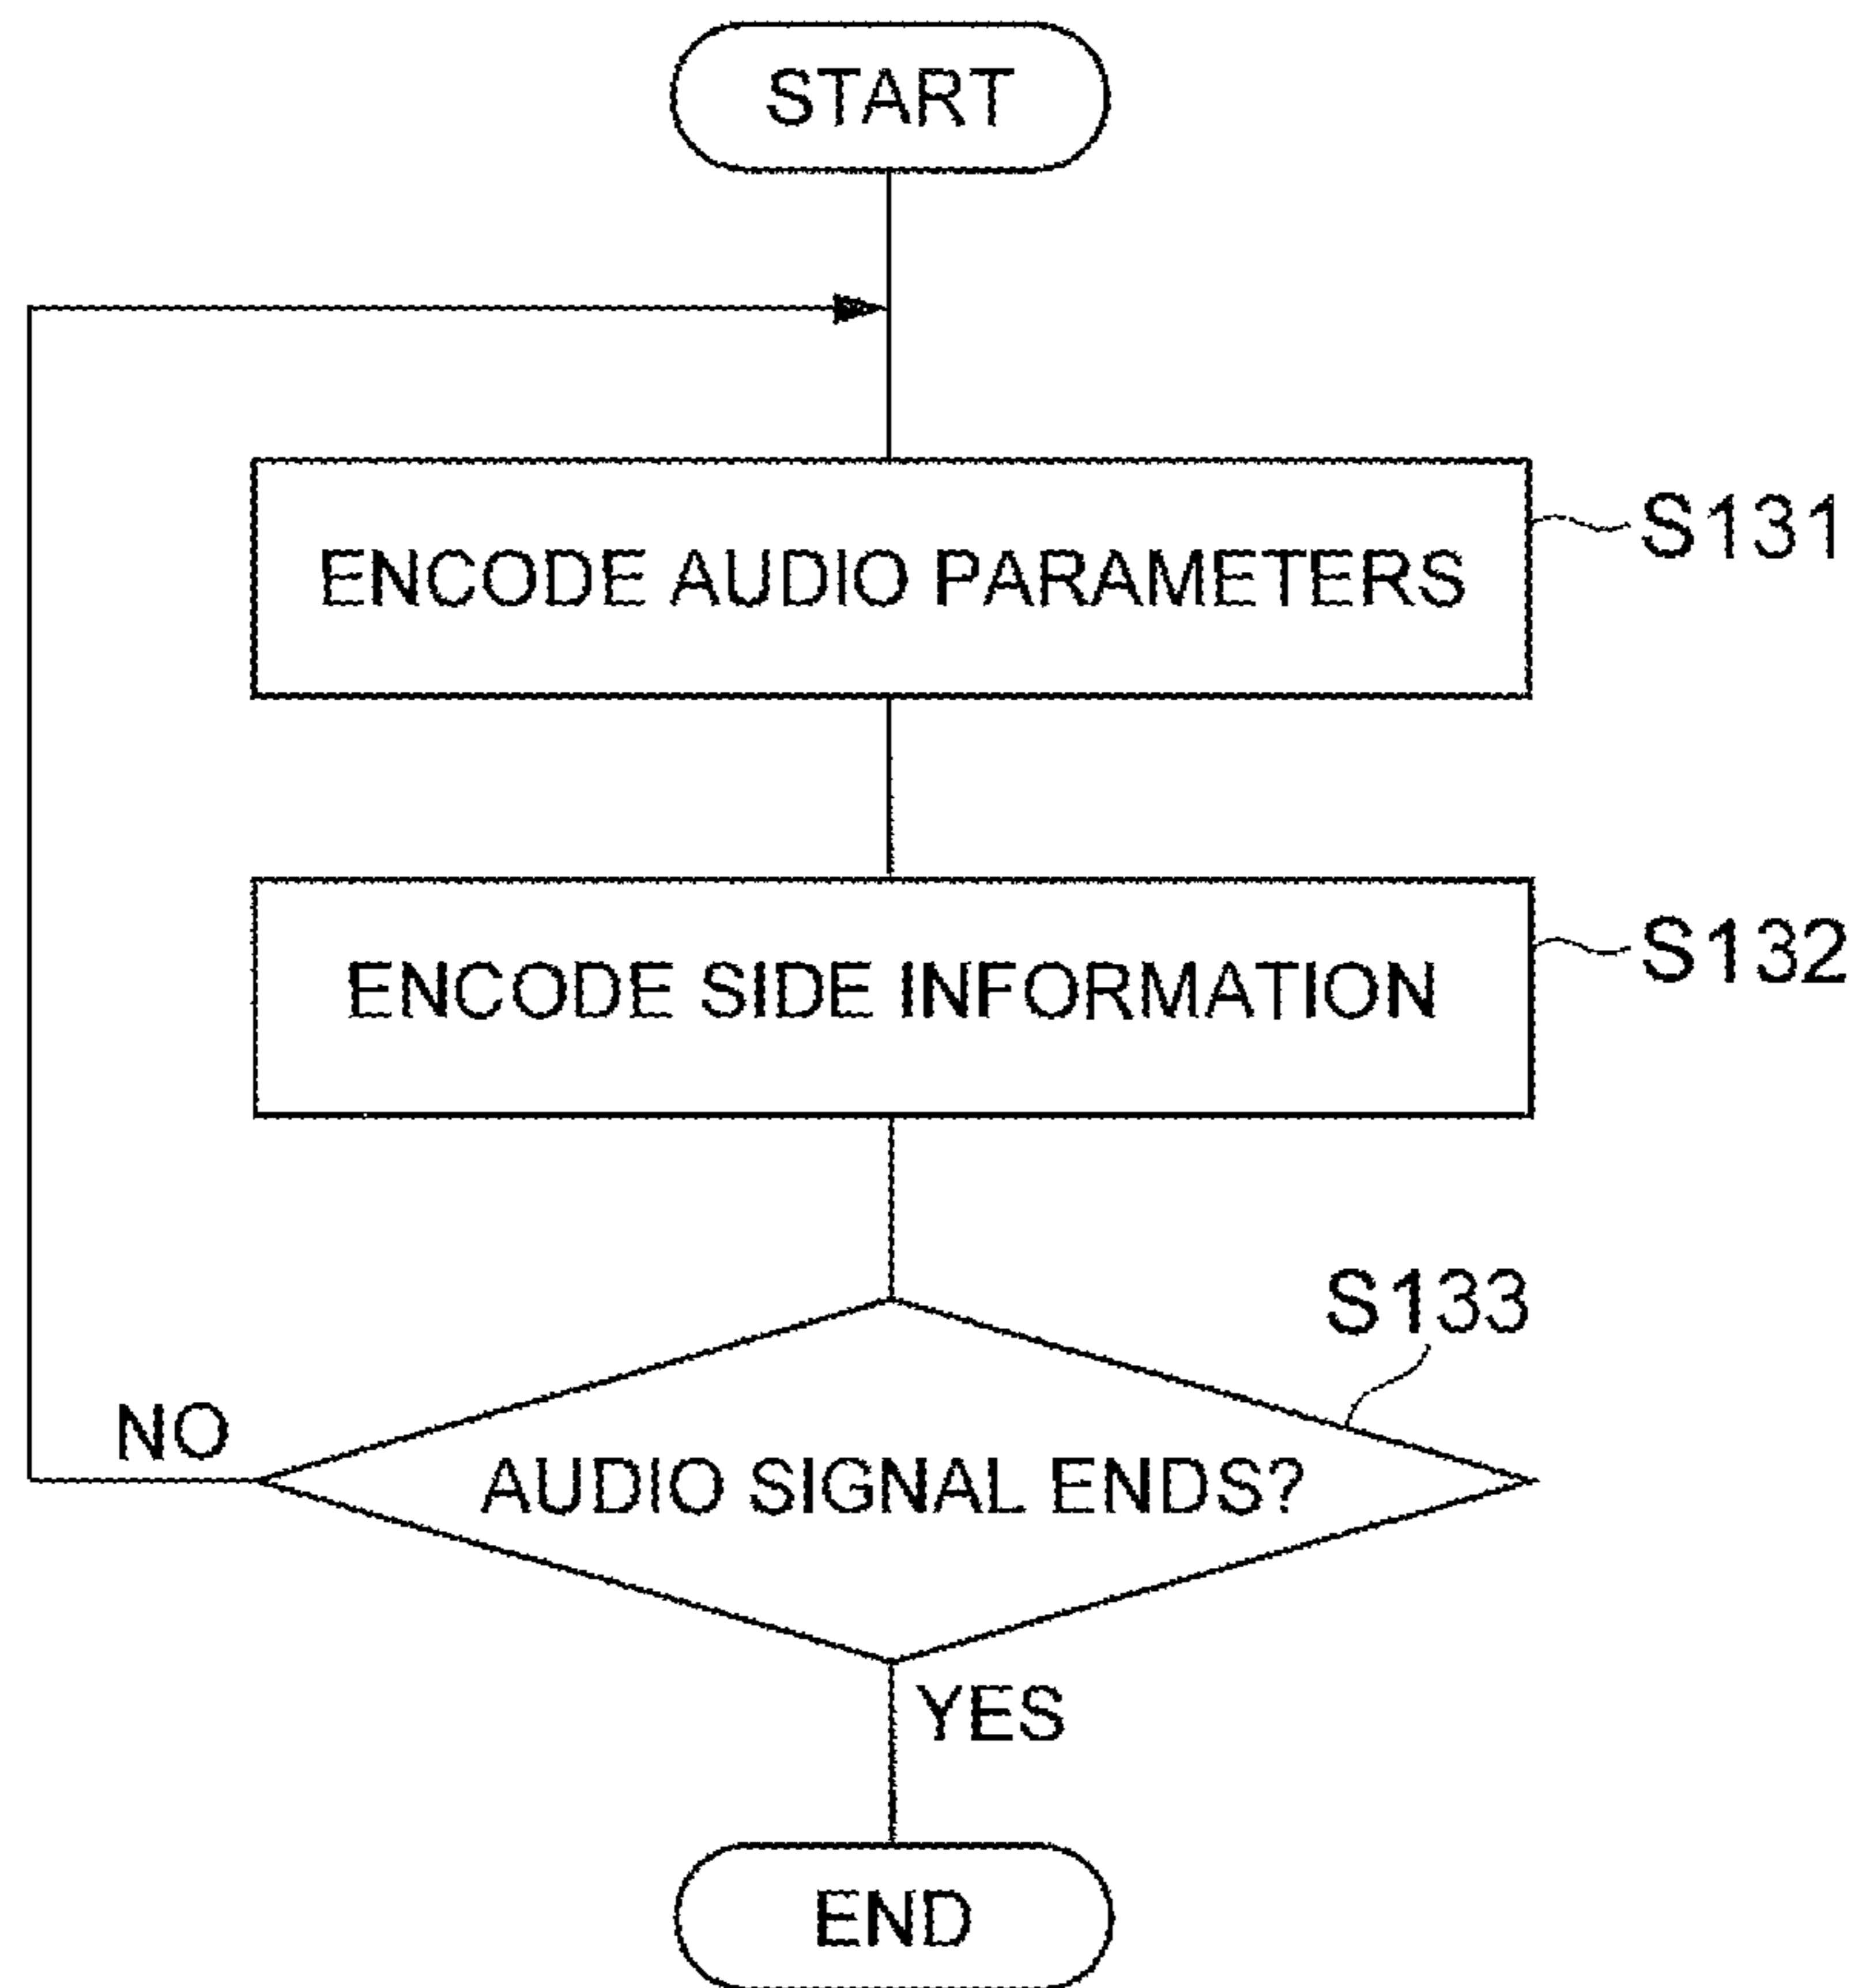 START
ENCODE AUDIO PARAMETERS
S131
ENCODE SIDE INFORMATION
S132
S133
NO
AUDIO SIGNAL ENDS?
YES
END